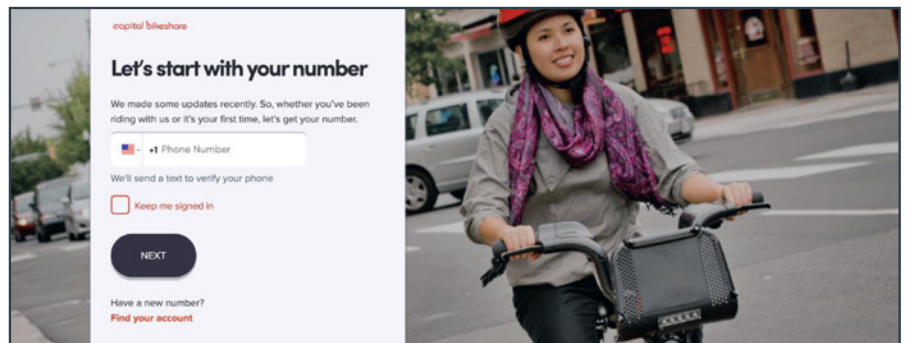 capital bikeshare
Let's start with your number
We made some updates recently. So, whether you've been
riding with us or it's your first time, let's get your number.
+1 Phone Number
We'll send a text to verify your phone
Keep me signed in
NEXT
Have a new number?
Find your account